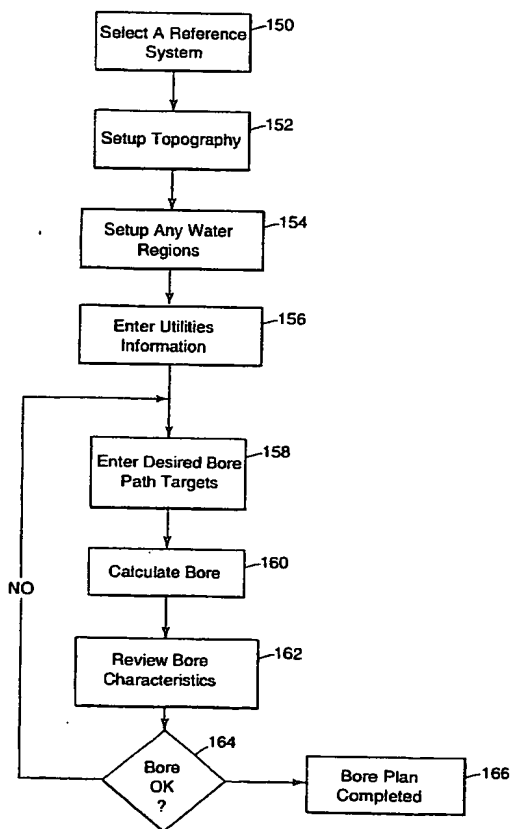 Select A Reference
System
150
Setup Topography
152
Setup Any Water
Regions
154
Enter Utilities
Information
156
Enter Desired Bore
Path Targets
158
Calculate Bore
160
NO
Review Bore
Characteristics
162
Bore
OK
?
164
Bore Plan
Completed
166